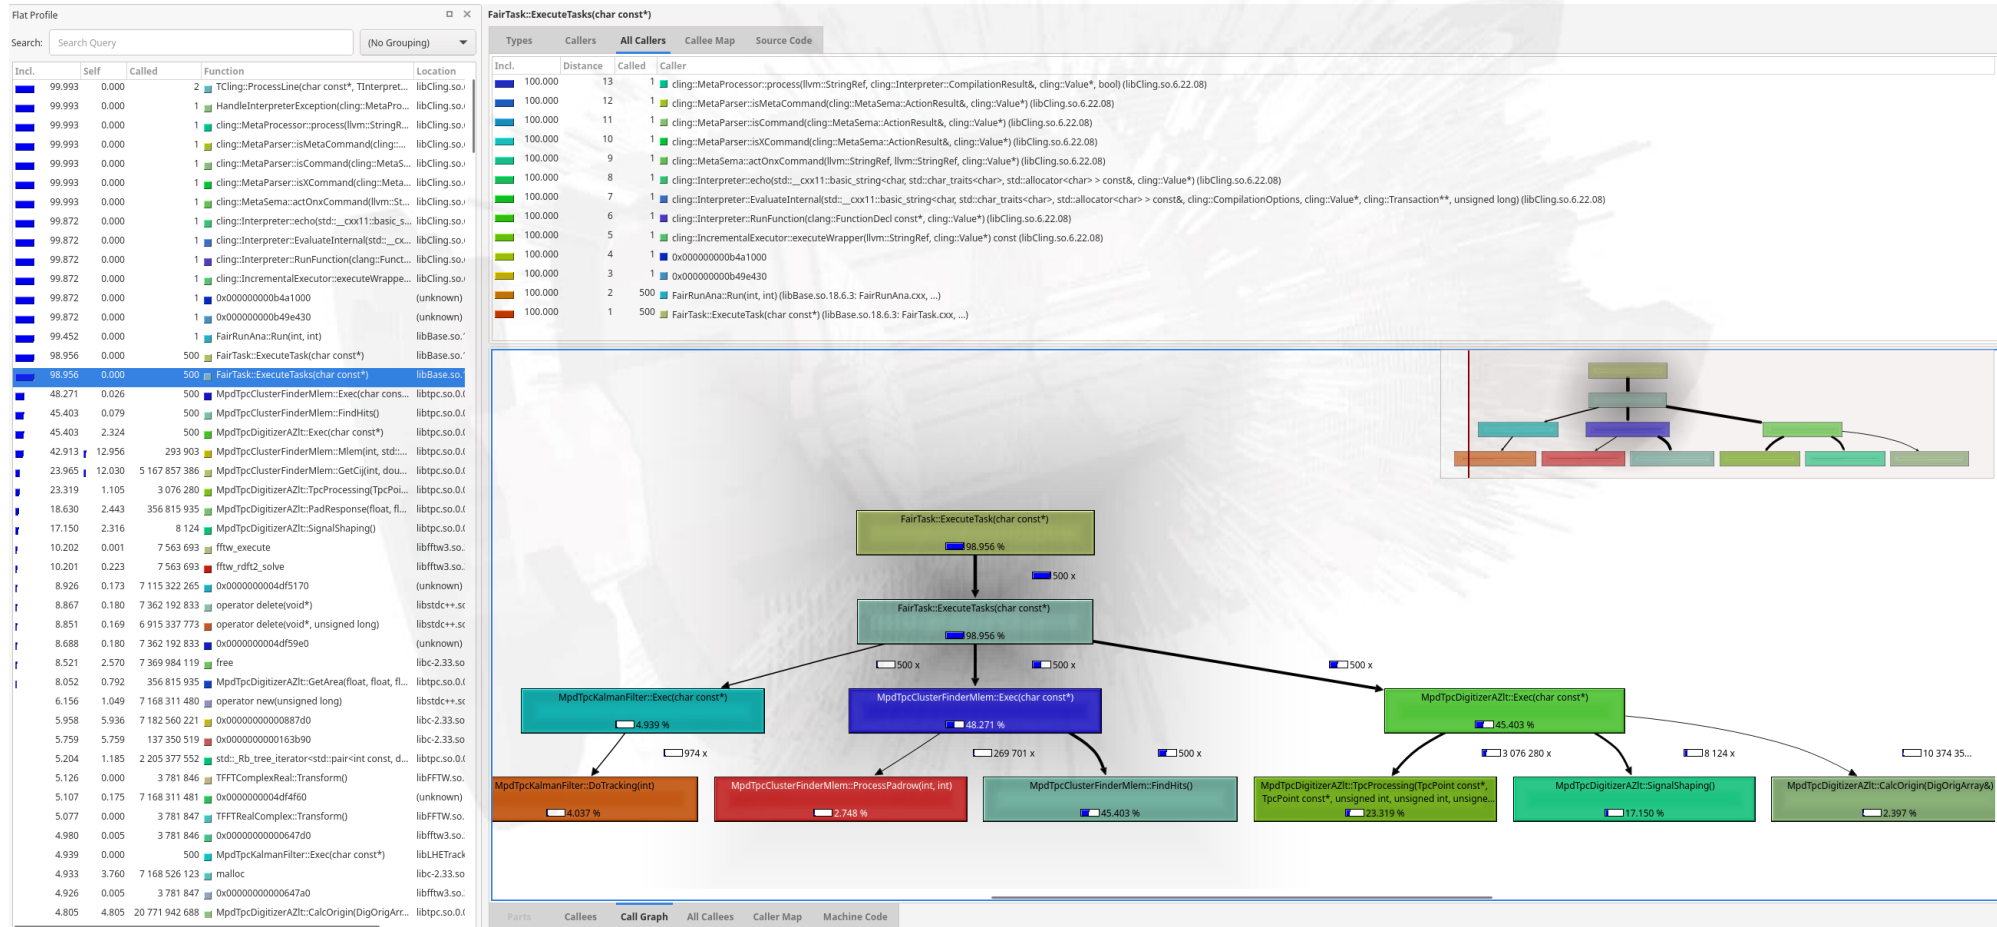 Flat Profile
Search: Search Query (No Grouping)
Incl. Self Called Function Location
99.993 0.000 2 TCling::ProcessLine(char const*, TInterpret... libCling.so.
99.993 0.000 1 HandleInterpreterException(cling::MetaPro... libCling.so.
99.993 0.000 1 cling::MetaProcessor::process(llvm::StringR... libCling.so.
99.993 0.000 1 cling::MetaParser::isMetaCommand(cling::... libCling.so.
99.993 0.000 1 cling::MetaParser::isCommand(cling::MetaS... libCling.so.
99.993 0.000 1 cling::MetaParser::isXCommand(cling::Meta... libCling.so.
99.993 0.000 1 cling::MetaSema::actOnxCommand(llvm::St... libCling.so.
99.872 0.000 1 cling::Interpreter::echo(std::__cxx11::basic_s... libCling.so.
99.872 0.000 1 cling::Interpreter::EvaluateInternal(std::__cx... libCling.so.
99.872 0.000 1 cling::Interpreter::RunFunction(clang::Funct... libCling.so.
99.872 0.000 1 cling::IncrementalExecutor::executeWrappe... libCling.so.
99.872 0.000 1 0x000000000b4a1000 (unknown)
99.872 0.000 1 0x000000000b49e430 (unknown)
99.452 0.000 1 FairRunAna::Run(int, int) libBase.so.
98.956 0.000 500 FairTask::ExecuteTask(char const*) libBase.so.
98.956 0.000 500 FairTask::ExecuteTasks(char const*) libBase.so.
48.271 0.026 500 MpdTpcClusterFinderMlem::Exec(char cons... libtpc.so.0.
45.403 0.079 500 MpdTpcClusterFinderMlem::FindHits() libtpc.so.0.
45.403 2.324 500 MpdTpcDigitizerAZlt::Exec(char const*) libtpc.so.0.
42.913 12.956 293 903 MpdTpcClusterFinderMlem::Mlem(int, std::... libtpc.so.0.
23.965 12.030 5 167 857 386 MpdTpcClusterFinderMlem::GetCij(int, dou... libtpc.so.0.
23.319 1.105 3 076 280 MpdTpcDigitizerAZlt::TpcProcessing(TpcPoi... libtpc.so.0.
18.630 2.443 356 815 935 MpdTpcDigitizerAZlt::PadResponse(float, fl... libtpc.so.0.
17.150 2.316 8 124 MpdTpcDigitizerAZlt::SignalShaping() libtpc.so.0.
10.202 0.001 7 563 693 fftw_execute libfftw3.so.
10.201 0.223 7 563 693 fftw_rdft2_solve libfftw3.so.
8.926 0.173 7 115 322 265 0x0000000004df5170 (unknown)
8.867 0.180 7 362 192 833 operator delete(void*) libstdc++.so
8.851 0.169 6 915 337 773 operator delete(void*, unsigned long) libstdc++.so
8.688 0.180 7 362 192 833 0x0000000004df59e0 (unknown)
8.521 2.570 7 369 984 119 free libc-2.33.so
8.052 0.792 356 815 935 MpdTpcDigitizerAZlt::GetArea(float, float, fl... libtpc.so.0.
6.156 1.049 7 168 311 480 operator new(unsigned long) libstdc++.so
5.958 5.936 7 182 560 221 0x00000000000887d0 libc-2.33.so
5.759 5.759 137 350 519 0x0000000000163b90 libc-2.33.so
5.204 1.185 2 205 377 552 std::_Rb_tree_iterator<std::pair<int const, d... libtpc.so.0.
5.126 0.000 3 781 846 TFFTComplexReal::Transform() libFFTW.so.
5.107 0.175 7 168 311 481 0x0000000004df4f60 (unknown)
5.077 0.000 3 781 847 TFFTRealComplex::Transform() libFFTW.so.
4.980 0.005 3 781 846 0x00000000000647d0 libfftw3.so.
4.939 0.000 500 MpdTpcKalmanFilter::Exec(char const*) libLHETrack
4.933 3.760 7 168 526 123 malloc libc-2.33.so
4.926 0.005 3 781 847 0x00000000000647a0 libfftw3.so.
4.805 4.805 20 771 942 688 MpdTpcDigitizerAZlt::CalcOrigin(DigOrigArr... libtpc.so.0.
FairTask::ExecuteTasks(char const*)
Types Callers All Callers Callee Map Source Code
Incl. Distance Called Caller
100.000 13 1 cling::MetaProcessor::process(llvm::StringRef, cling::Interpreter::CompilationResult&, cling::Value*, bool) (libCling.so.6.22.08)
100.000 12 1 cling::MetaParser::isMetaCommand(cling::MetaSema::ActionResult&, cling::Value*) (libCling.so.6.22.08)
100.000 11 1 cling::MetaParser::isCommand(cling::MetaSema::ActionResult&, cling::Value*) (libCling.so.6.22.08)
100.000 10 1 cling::MetaParser::isXCommand(cling::MetaSema::ActionResult&, cling::Value*) (libCling.so.6.22.08)
100.000 9 1 cling::MetaSema::actOnxCommand(llvm::StringRef, llvm::StringRef, cling::Value*) (libCling.so.6.22.08)
100.000 8 1 cling::Interpreter::echo(std::__cxx11::basic_string<char, std::char_traits<char>, std::allocator<char> > const&, cling::Value*) (libCling.so.6.22.08)
100.000 7 1 cling::Interpreter::EvaluateInternal(std::__cxx11::basic_string<char, std::char_traits<char>, std::allocator<char> > const&, cling::CompilationOptions, cling::Value*, cling::Transaction**, unsigned long) (libCling.so.6.22.08)
100.000 6 1 cling::Interpreter::RunFunction(clang::FunctionDecl const*, cling::Value*) (libCling.so.6.22.08)
100.000 5 1 cling::IncrementalExecutor::executeWrapper(llvm::StringRef, cling::Value*) const (libCling.so.6.22.08)
100.000 4 1 0x000000000b4a1000
100.000 3 1 0x000000000b49e430
100.000 2 500 FairRunAna::Run(int, int) (libBase.so.18.6.3: FairRunAna.cxx, ...)
100.000 1 500 FairTask::ExecuteTask(char const*) (libBase.so.18.6.3: FairTask.cxx, ...)
FairTask::ExecuteTask(char const*)
98.956 %
500 x
FairTask::ExecuteTasks(char const*)
98.956 %
500 x 500 x 500 x
MpdTpcKalmanFilter::Exec(char const*) MpdTpcClusterFinderMlem::Exec(char const*) MpdTpcDigitizerAZlt::Exec(char const*)
4.939 % 48.271 % 45.403 %
974 x 269 701 x 500 x 3 076 280 x 8 124 x 10 374 35...
MpdTpcKalmanFilter::DoTracking(int) MpdTpcClusterFinderMlem::ProcessPadrow(int, int) MpdTpcClusterFinderMlem::FindHits() MpdTpcDigitizerAZlt::TpcProcessing(TpcPoint const*, MpdTpcDigitizerAZlt::SignalShaping() MpdTpcDigitizerAZlt::CalcOrigin(DigOrigArray&)
TpcPoint const*, unsigned int, unsigned int, unsigne...
4.037 % 2.748 % 45.403 % 23.319 % 17.150 % 2.397 %
Parts Callees Call Graph All Callees Caller Map Machine Code